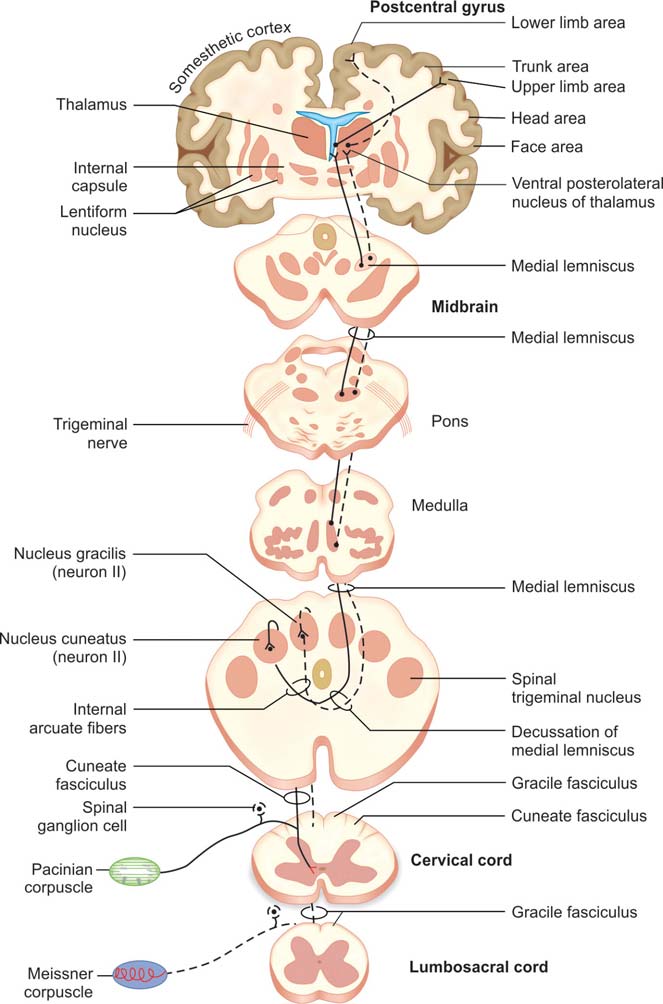 Postcentral gyrus
Lower limb area
Somesthetic cortex
Trunk area
Upper limb area
Thalamus
Head area
Face area
Internal
capsule
Ventral posterolateral
nucleus of thalamus
Lentiform
nucleus
Medial lemniscus
Midbrain
Medial lemniscus
Trigeminal
nerve
Pons
Medulla
Nucleus gracilis
(neuron II)
Medial lemniscus
Nucleus cuneatus
(neuron II)
Spinal
trigeminal nucleus
Internal
arcuate fibers
Decussation of
medial lemniscus
Cuneate
fasciculus
Gracile fasciculus
Spinal
ganglion cell
Cuneate fasciculus
Pacinian
corpuscle
Cervical cord
Gracile fasciculus
Meissner
corpuscle
Lumbosacral cord